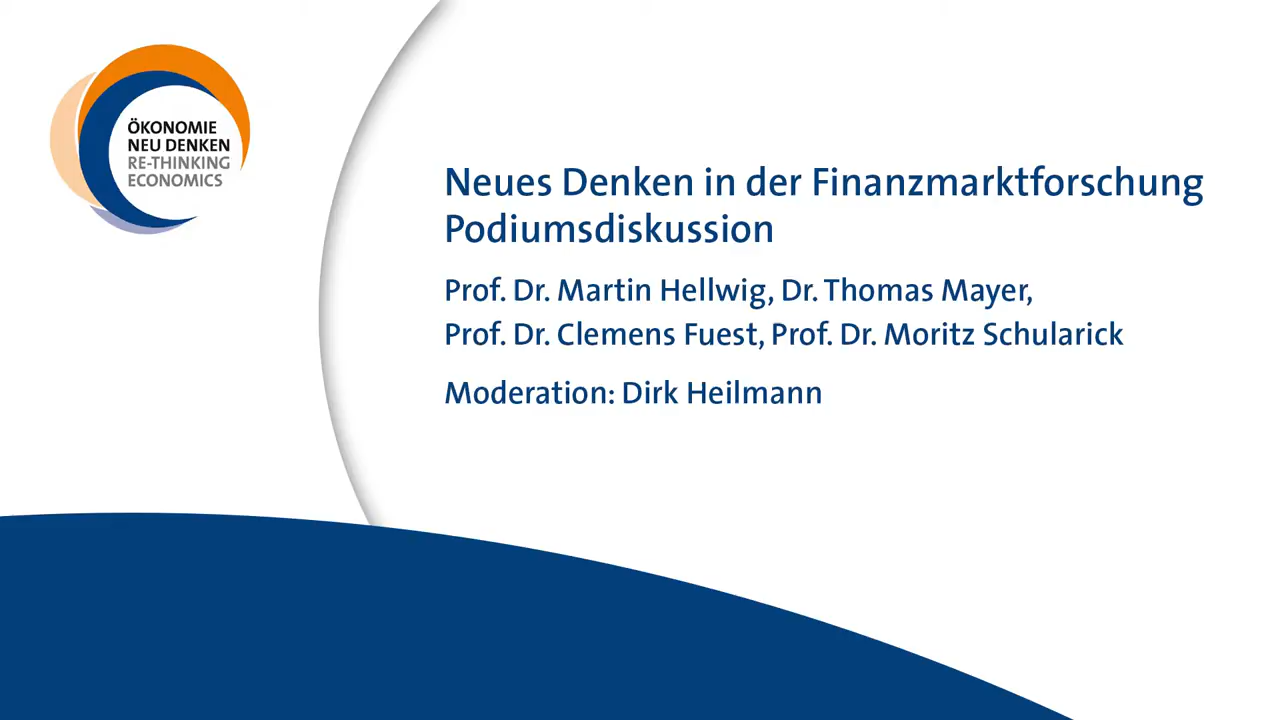 ÖKONOMIE
NEU DENKEN
RE-THINKING
ECONOMICS
Neues Denken in der Finanzmarktforschung
Podiumsdiskussion
Prof. Dr. Martin Hellwig, Dr. Thomas Mayer,
Prof. Dr. Clemens Fuest, Prof. Dr. Moritz Schularick
Moderation: Dirk Heilmann